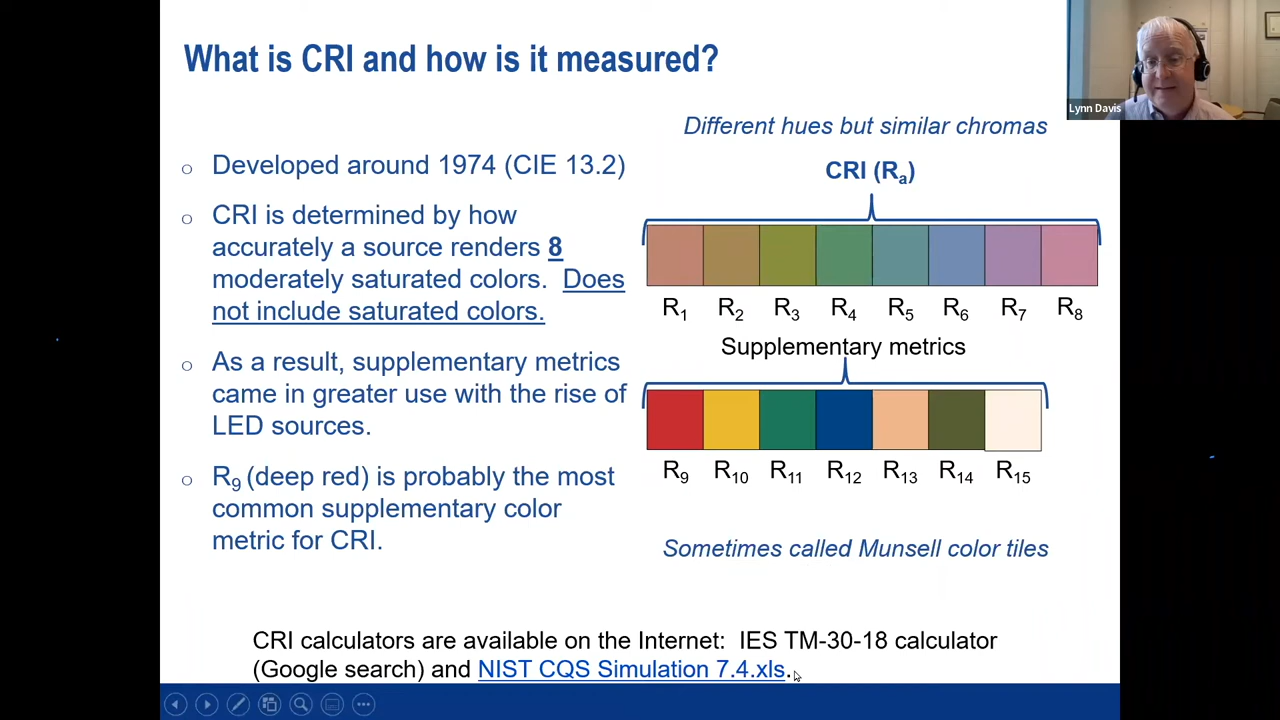 What is CRI and how is it measured?
Lynn Davis
Different hues but similar chromas
○ Developed around 1974 (CIE 13.2)
○ CRI is determined by how
accurately a source renders 8
moderately saturated colors. Does
not include saturated colors.
○ As a result, supplementary metrics
came in greater use with the rise of
LED sources.
○ R9 (deep red) is probably the most
common supplementary color
metric for CRI.
CRI (Ra)
R1 R2 R3 R4 R5 R6 R7 R8
Supplementary metrics
R9 R10 R11 R12 R13 R14 R15
Sometimes called Munsell color tiles
CRI calculators are available on the Internet: IES TM-30-18 calculator
(Google search) and NIST CQS Simulation 7.4.xls.